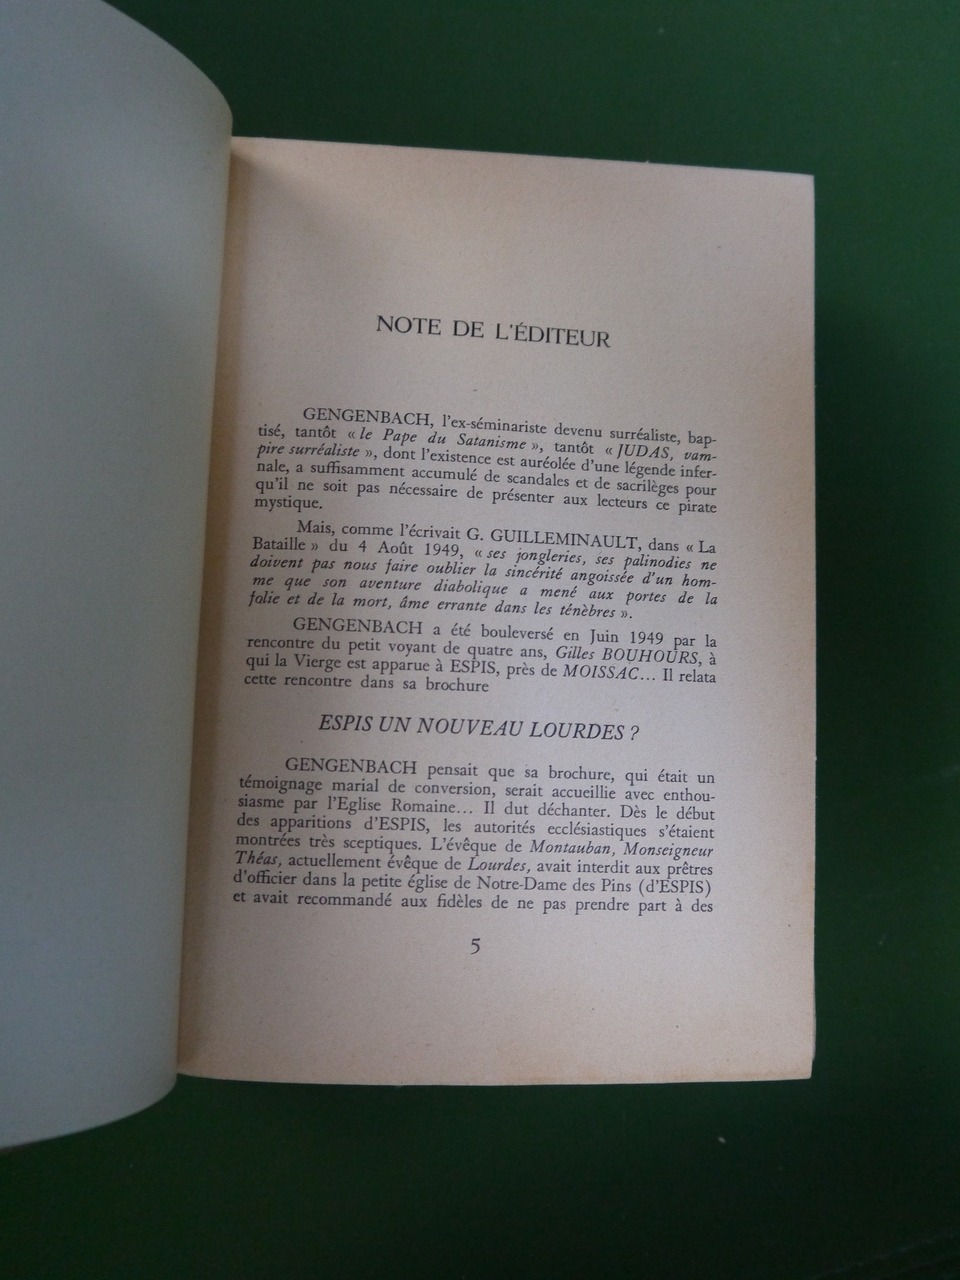 NOTE DE L'ÉDITEUR
GENGENBACH, l'ex-séminariste devenu surréaliste, bap-
tisé, tantôt « le Pape du Satanisme », tantôt « JUDAS, vam-
pire surréaliste », dont l'existence est auréolée d'une légende infer-
nale, a suffisamment accumulé de scandales et de sacrilèges pour
qu'il ne soit pas nécessaire de présenter aux lecteurs ce pirate
mystique.
Mais, comme l'écrivait G. GUILLEMINAULT, dans « La
Bataille » du 4 Août 1949, « ses jongleries, ses palinodies ne
doivent pas nous faire oublier la sincérité angoissée d'un hom-
me que son aventure diabolique a mené aux portes de la
folie et de la mort, âme errante dans les ténèbres ».
GENGENBACH a été bouleversé en Juin 1949 par la
rencontre du petit voyant de quatre ans, Gilles BOUHOURS, à
qui la Vierge est apparue à ESPIS, près de MOISSAC... Il relata
cette rencontre dans sa brochure
ESPIS UN NOUVEAU LOURDES ?
GENGENBACH pensait que sa brochure, qui était un
témoignage marial de conversion, serait accueillie avec enthou-
siasme par l'Eglise Romaine... Il dut déchanter. Dès le début
des apparitions d'ESPIS, les autorités ecclésiastiques s'étaient
montrées très sceptiques. L'évêque de Montauban, Monseigneur
Théas, actuellement évêque de Lourdes, avait interdit aux prêtres
d'officier dans la petite église de Notre-Dame des Pins (d'ESPIS)
et avait recommandé aux fidèles de ne pas prendre part à des
5